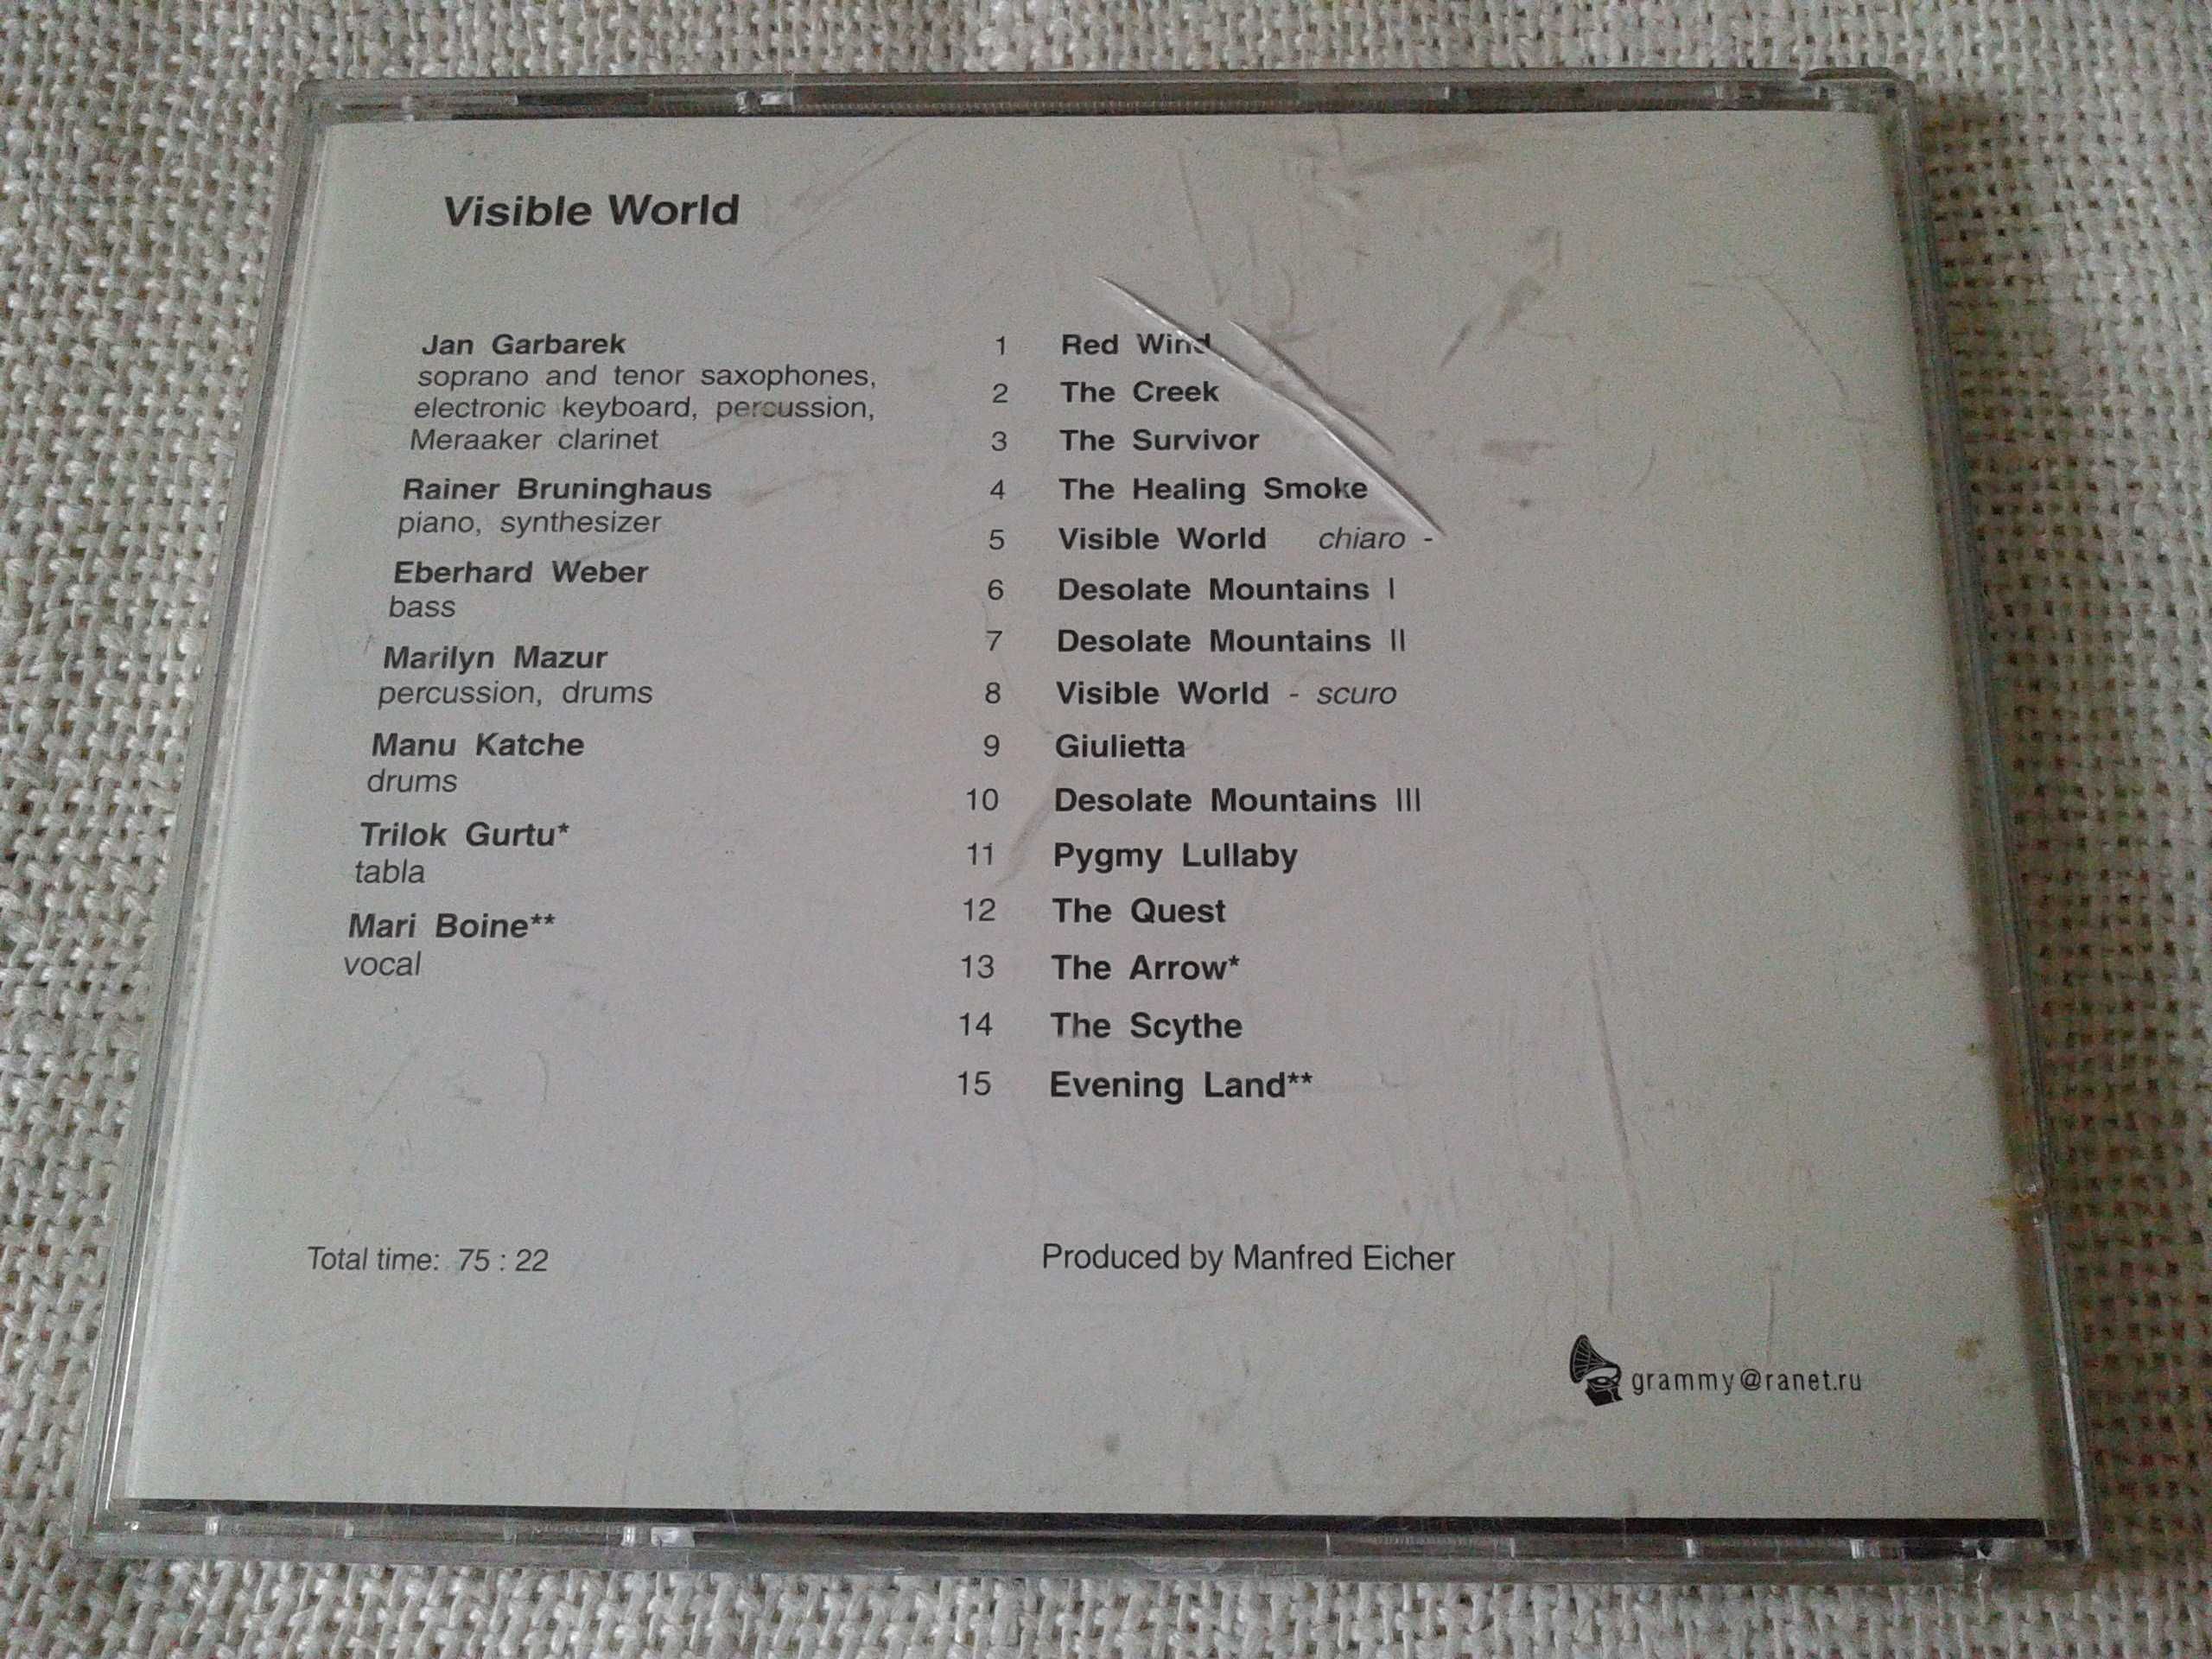 Visible World
Jan Garbarek
soprano and tenor saxophones,
electronic keyboard, percussion,
Meraaker clarinet
Rainer Bruninghaus
piano, synthesizer
Eberhard Weber
bass
Marilyn Mazur
percussion, drums
Manu Katche
drums
Trilok Gurtu*
tabla
Mari Boine**
vocal
1 Red Wind
2 The Creek
3 The Survivor
4 The Healing Smoke
5 Visible World chiaro -
6 Desolate Mountains I
7 Desolate Mountains II
8 Visible World - scuro
9 Giulietta
10 Desolate Mountains III
11 Pygmy Lullaby
12 The Quest
13 The Arrow*
14 The Scythe
15 Evening Land**
Total time: 75 : 22
Produced by Manfred Eicher
grammy@ranet.ru